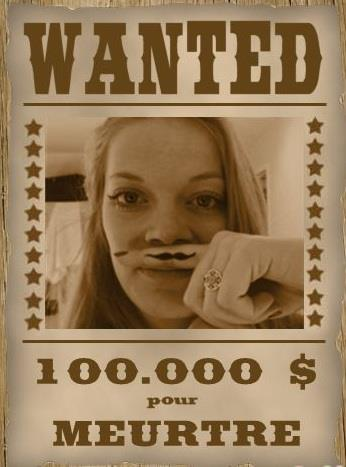 WANTED
100.000 $
pour
MEURTRE